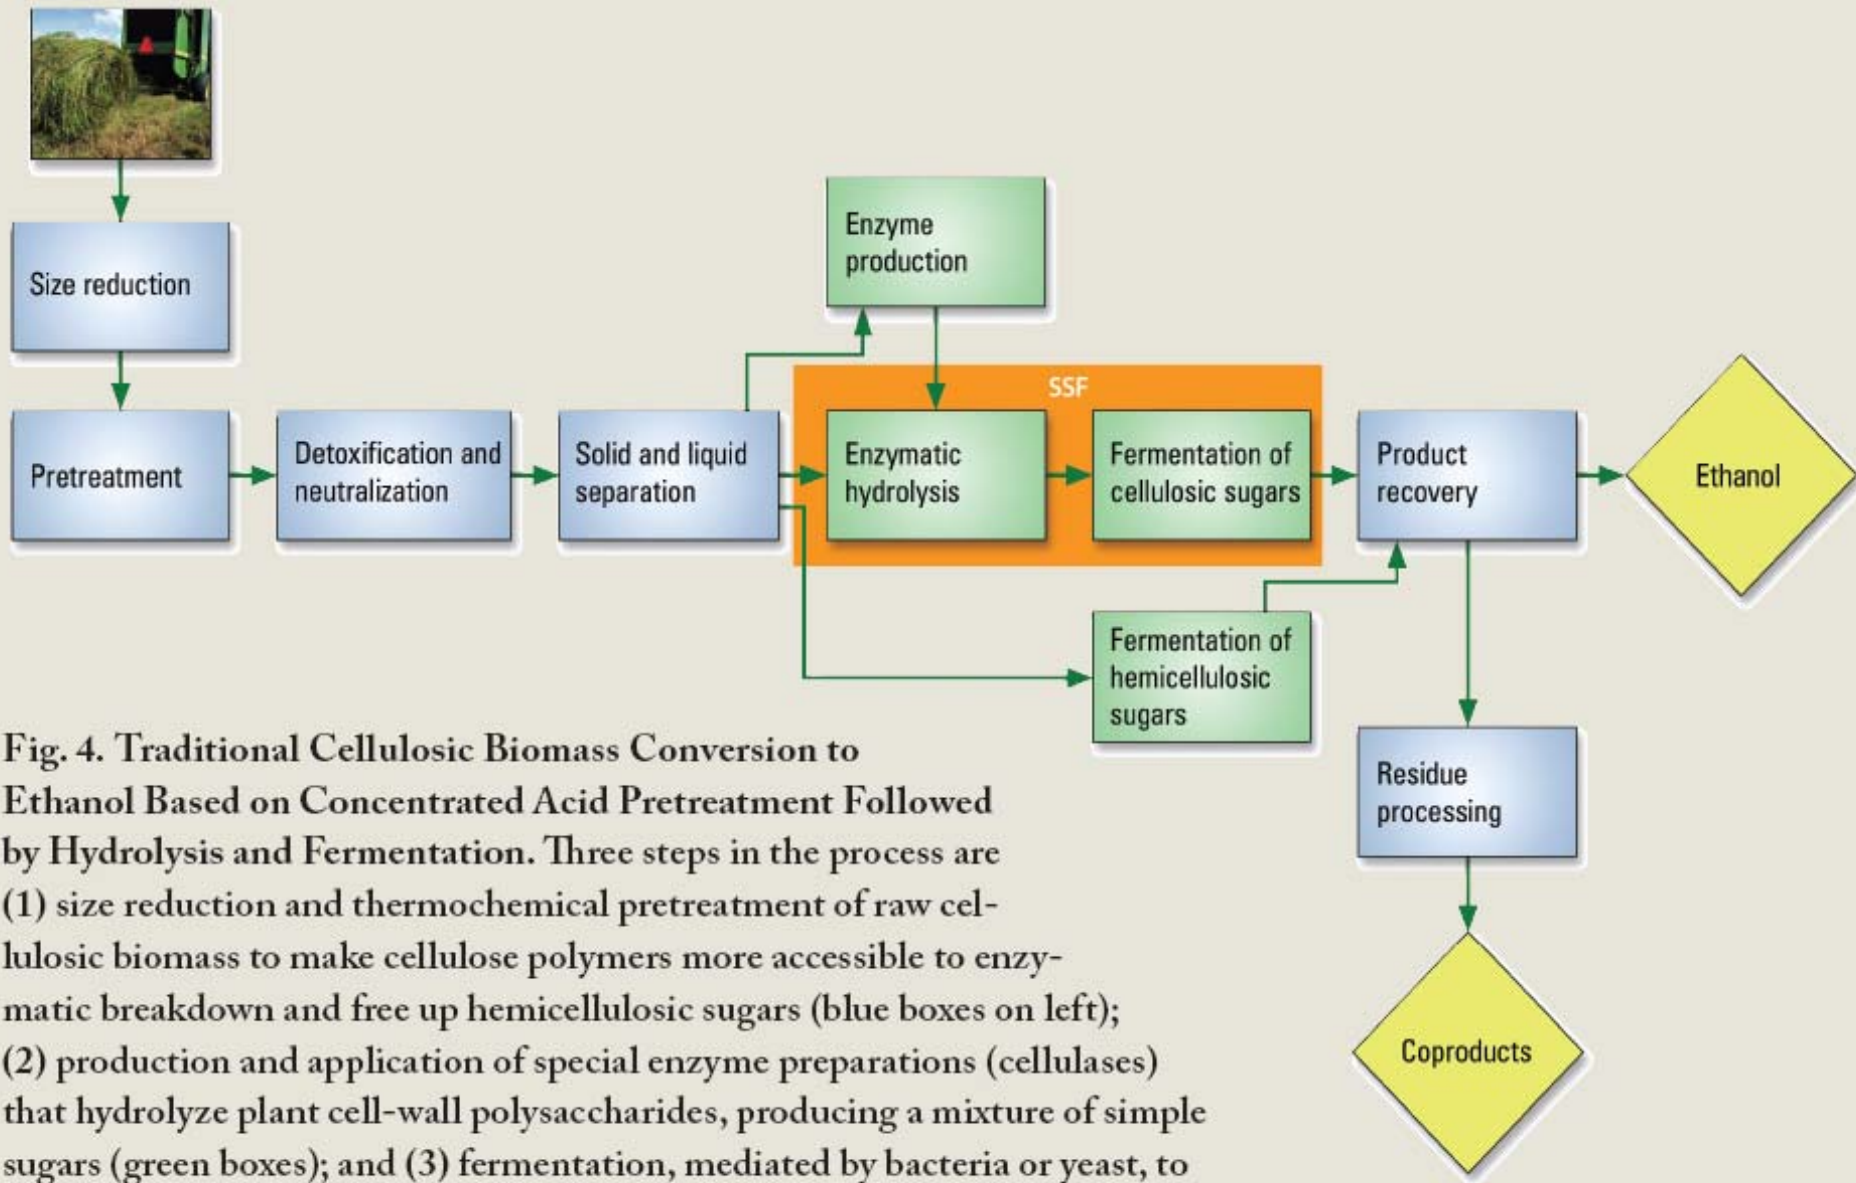 Size reduction
Pretreatment
Detoxification and
neutralization
Solid and liquid
separation
Enzyme
production
SSF
Enzymatic
hydrolysis
Fermentation of
cellulosic sugars
Fermentation of
hemicellulosic
sugars
Product
recovery
Ethanol
Residue
processing
Coproducts
Fig. 4. Traditional Cellulosic Biomass Conversion to
Ethanol Based on Concentrated Acid Pretreatment Followed
by Hydrolysis and Fermentation. Three steps in the process are
(1) size reduction and thermochemical pretreatment of raw cel-
lulosic biomass to make cellulose polymers more accessible to enzy-
matic breakdown and free up hemicellulosic sugars (blue boxes on left);
(2) production and application of special enzyme preparations (cellulases)
that hydrolyze plant cell-wall polysaccharides, producing a mixture of simple
sugars (green boxes); and (3) fermentation, mediated by bacteria or yeast, to